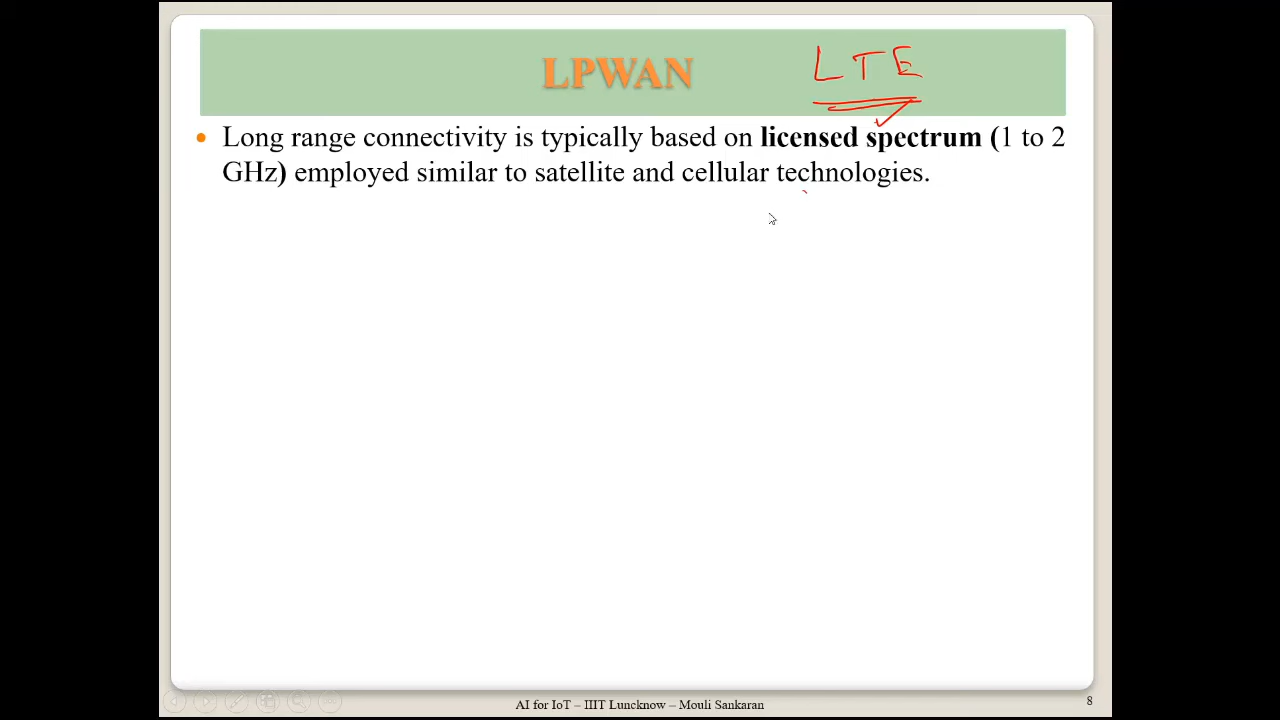 LPWAN LTE
• Long range connectivity is typically based on licensed spectrum (1 to 2
GHz) employed similar to satellite and cellular technologies.
AI for IoT – IIIT Luncknow – Mouli Sankaran 8